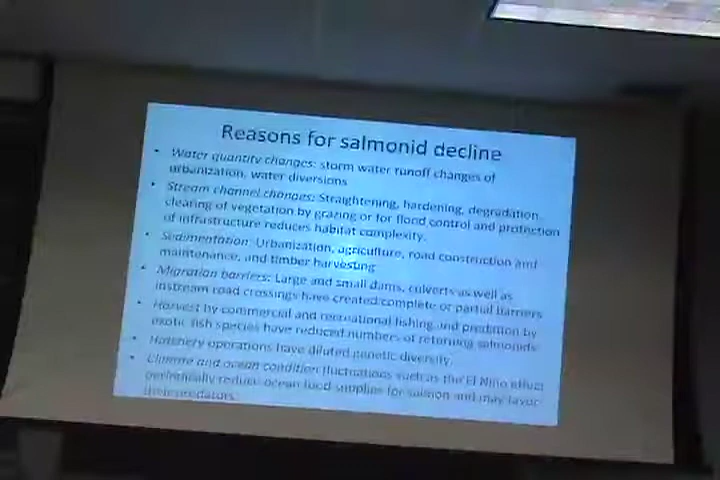 Reasons for salmonid decline
• Water quantity changes: storm water runoff changes of
urbanization, water diversions
• Stream channel changes: Straightening, hardening, degradation
clearing of vegetation by grazing or for flood control and protection
of infrastructure reduces habitat complexity.
• Sedimentation: Urbanization, agriculture, road construction and
maintenance, and timber harvesting
• Migration barriers: Large and small dams, culverts as well as
instream road crossings have created complete or partial barriers
• Harvest by commercial and recreational fishing and predation by
exotic fish species have reduced numbers of returning salmonids
• Hatchery operations have diluted genetic diversity.
• Climate and ocean condition fluctuations such as the El Nino effect
periodically reduce ocean food supplies for salmon and may favor
their predators.